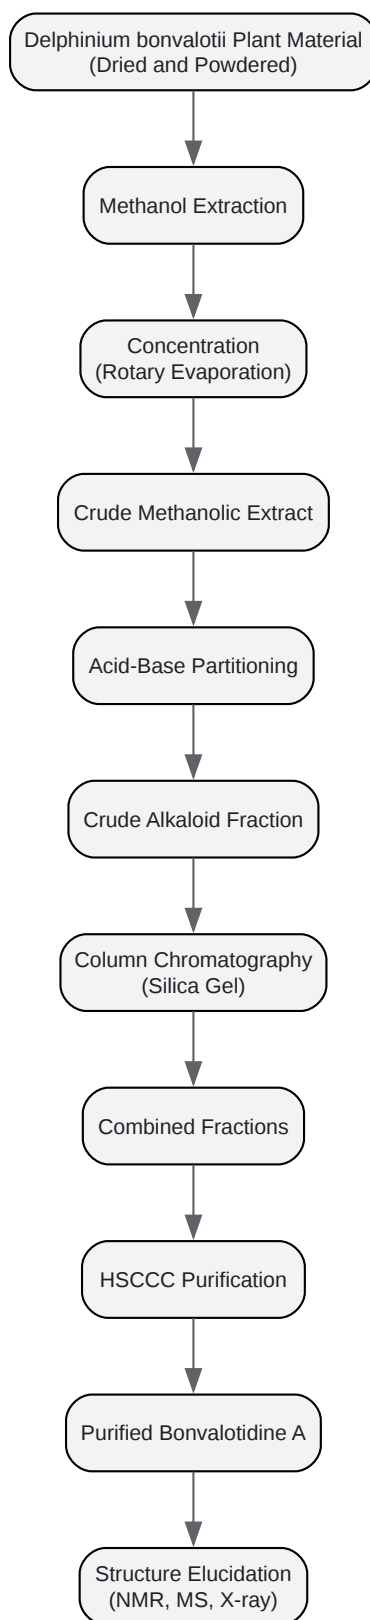 Delphinium bonvalotii Plant Material
(Dried and Powdered)
Methanol Extraction
Concentration
(Rotary Evaporation)
Crude Methanolic Extract
Acid-Base Partitioning
Crude Alkaloid Fraction
Column Chromatography
(Silica Gel)
Combined Fractions
HSCCC Purification
Purified Bonvalotidine A
Structure Elucidation
(NMR, MS, X-ray)